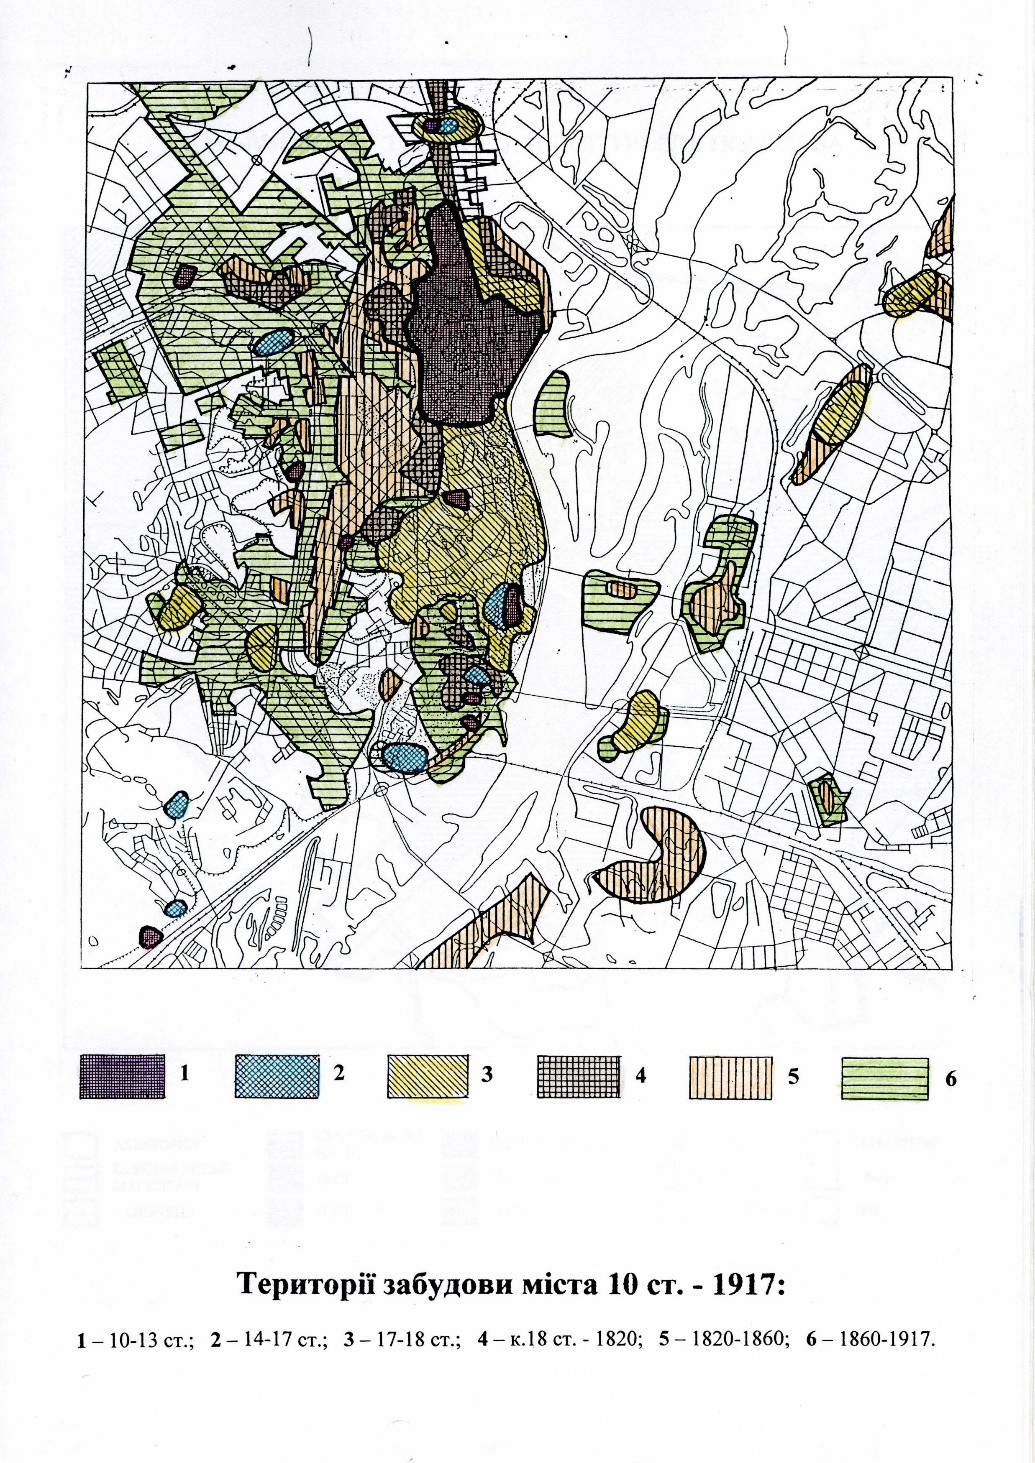 1 2 3 4 5 6
Території забудови міста 10 ст. - 1917:
1 – 10-13 ст.; 2 – 14-17 ст.; 3 – 17-18 ст.; 4 – к.18 ст. - 1820; 5 – 1820-1860; 6 – 1860-1917.